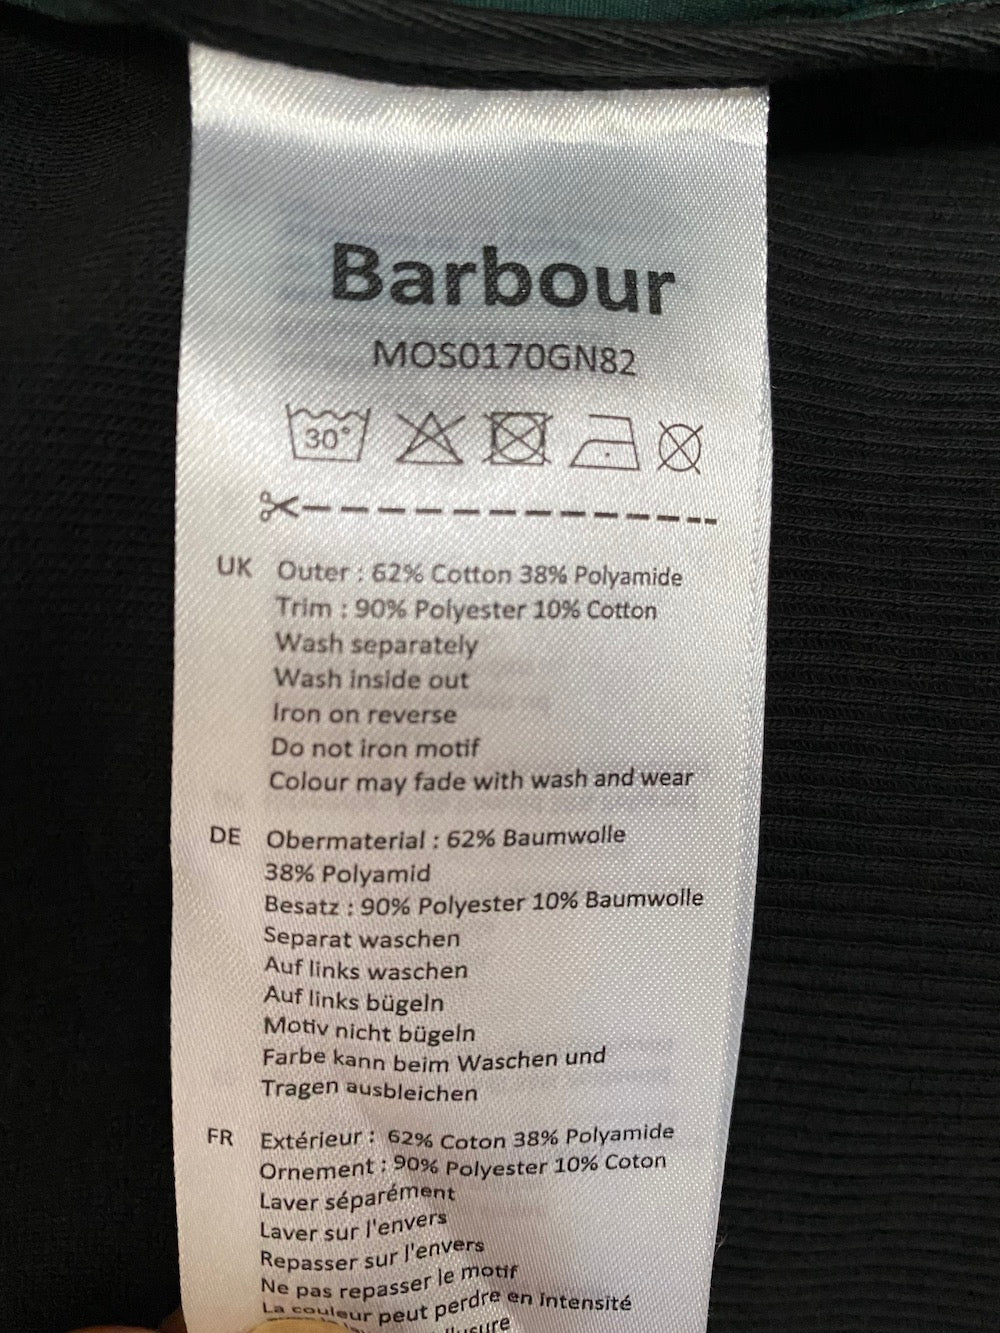 Barbour
MOS0170GN82
30°
UK Outer : 62% Cotton 38% Polyamide
Trim : 90% Polyester 10% Cotton
Wash separately
Wash inside out
Iron on reverse
Do not iron motif
Colour may fade with wash and wear
DE Obermaterial : 62% Baumwolle
38% Polyamid
Besatz : 90% Polyester 10% Baumwolle
Separat waschen
Auf links waschen
Auf links bügeln
Motiv nicht bügeln
Farbe kann beim Waschen und
Tragen ausbleichen
FR Extérieur : 62% Coton 38% Polyamide
Ornement : 90% Polyester 10% Coton
Laver séparément
Laver sur l'envers
Repasser sur l'envers
Ne pas repasser le motif
La couleur peut perdre en intensité